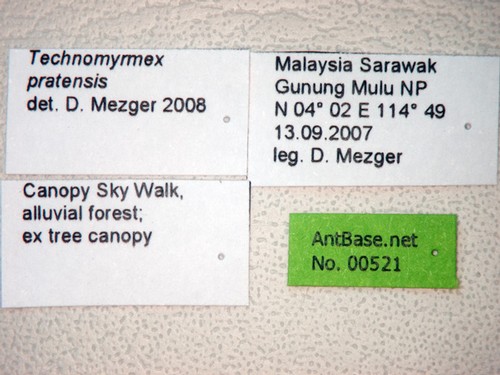 Technomyrmex
pratensis
det. D. Mezger 2008
Malaysia Sarawak
Gunung Mulu NP
N 04° 02 E 114° 49
13.09.2007
leg. D. Mezger
Canopy Sky Walk,
alluvial forest;
ex tree canopy
AntBase.net
No. 00521